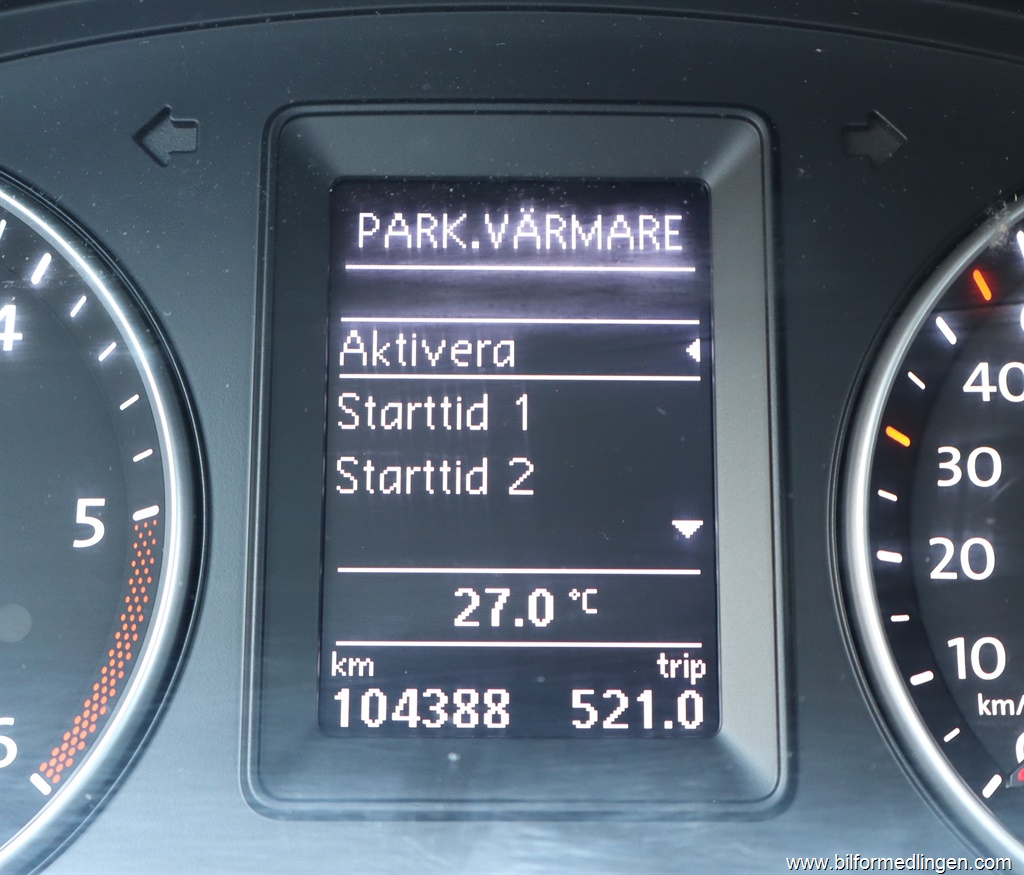 PARK.VÄRMARE
Aktivera
Starttid 1
Starttid 2
27.0 °C
km trip
104388 521.0
4
5
40
30
20
10
www.bilformedlingen.com